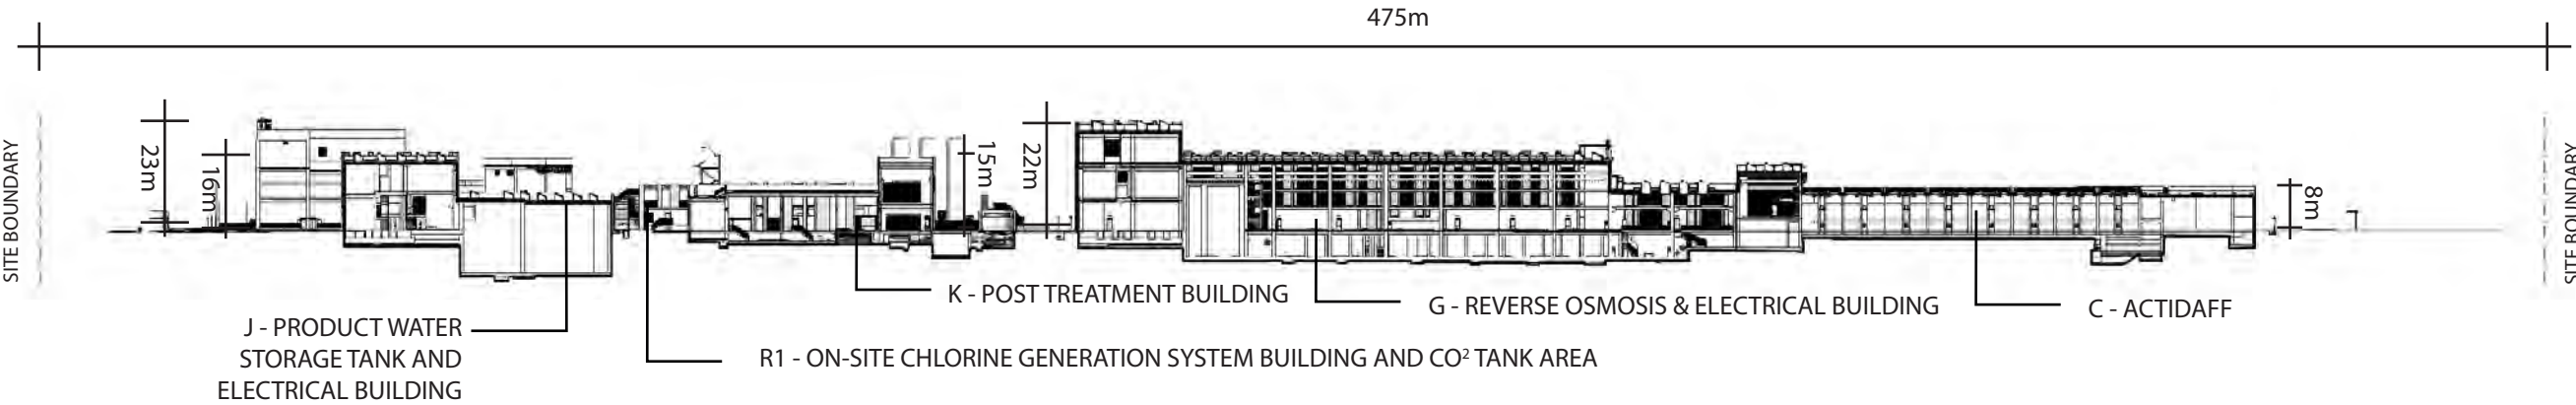 475m
SITE BOUNDARY
23m
16m
15m
22m
8m
SITE BOUNDARY
K - POST TREATMENT BUILDING
G - REVERSE OSMOSIS & ELECTRICAL BUILDING
C - ACTIDAFF
J - PRODUCT WATER
STORAGE TANK AND
ELECTRICAL BUILDING
R1 - ON-SITE CHLORINE GENERATION SYSTEM BUILDING AND CO² TANK AREA